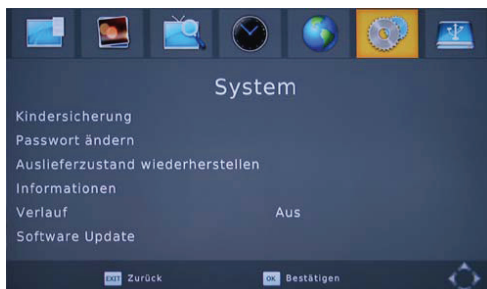 System
Kindersicherung
Passwort ändern
Auslieferzustand wiederherstellen
Informationen
Verlauf Aus
Software Update
EXIT Zurück OK Bestätigen